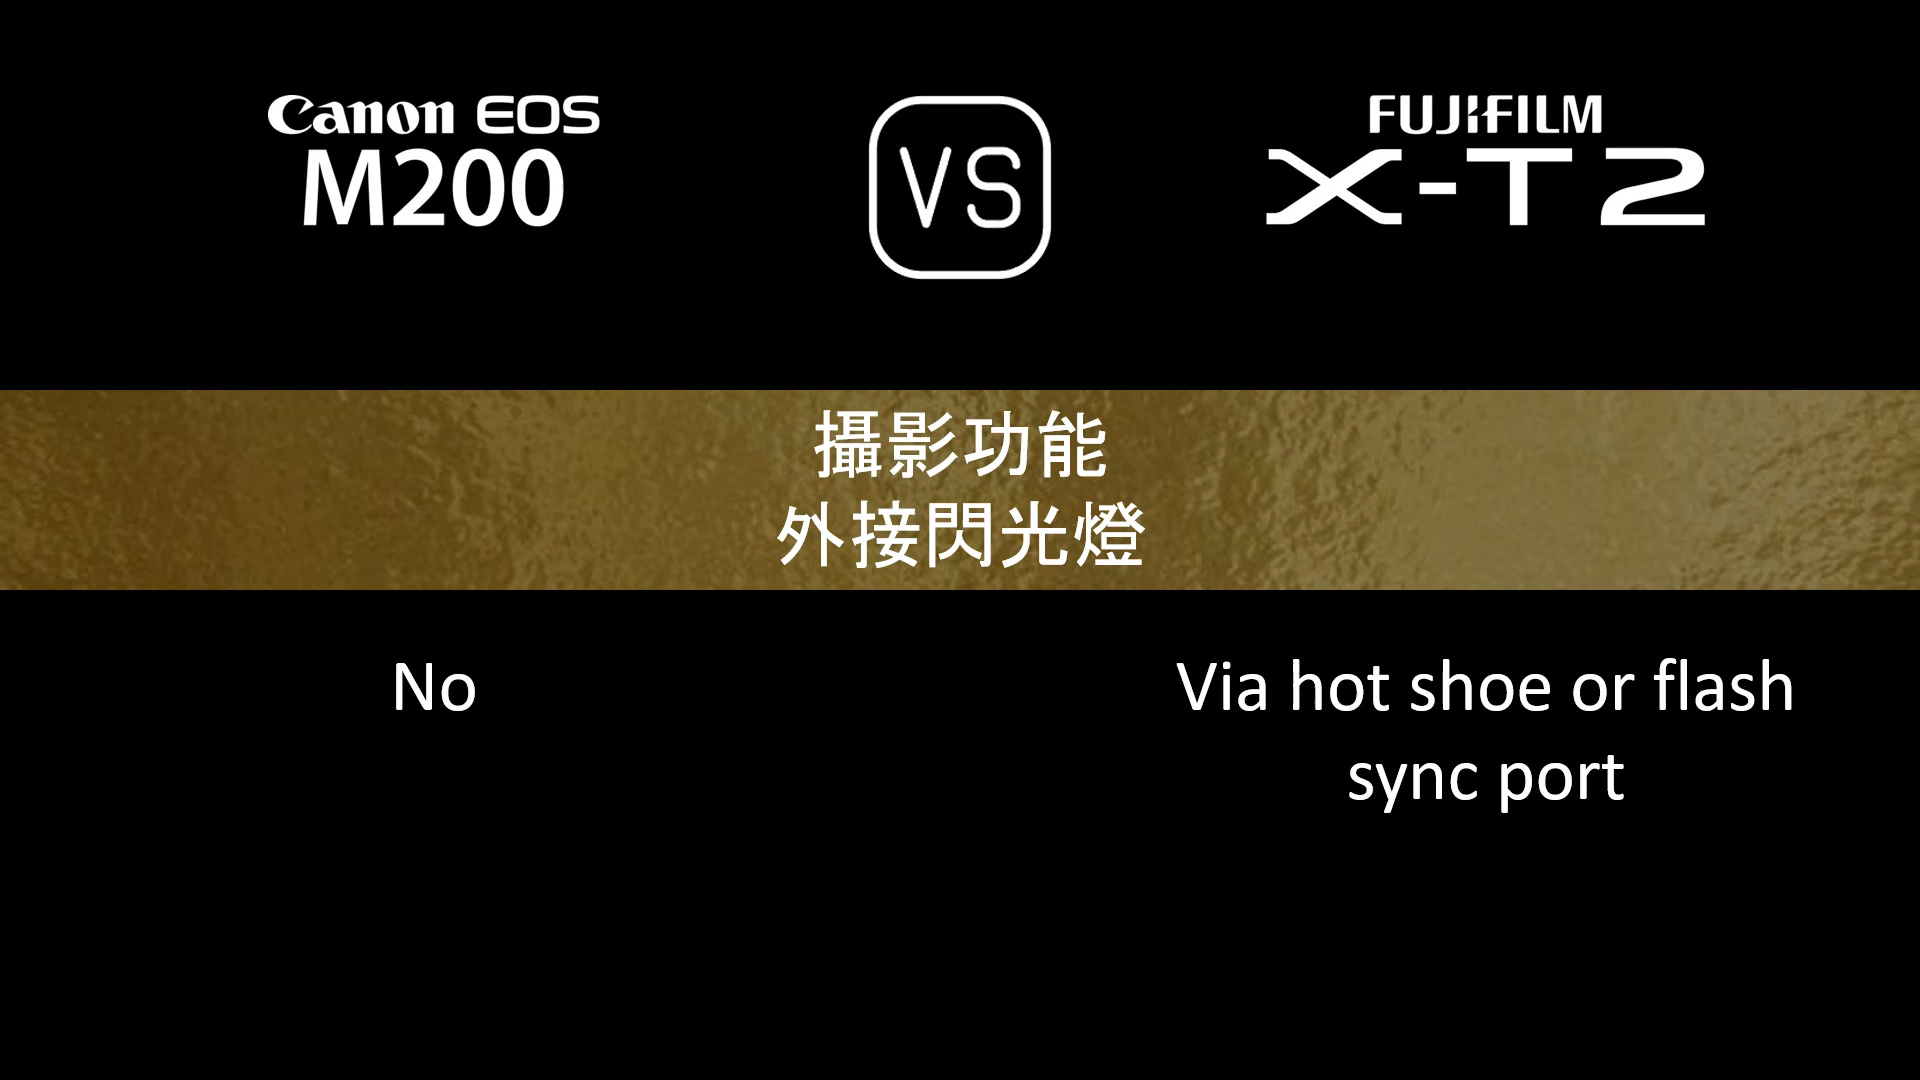 Canon EOS
M200
VS
FUJIFILM
X-T2
攝影功能
外接閃光燈
No
Via hot shoe or flash
sync port